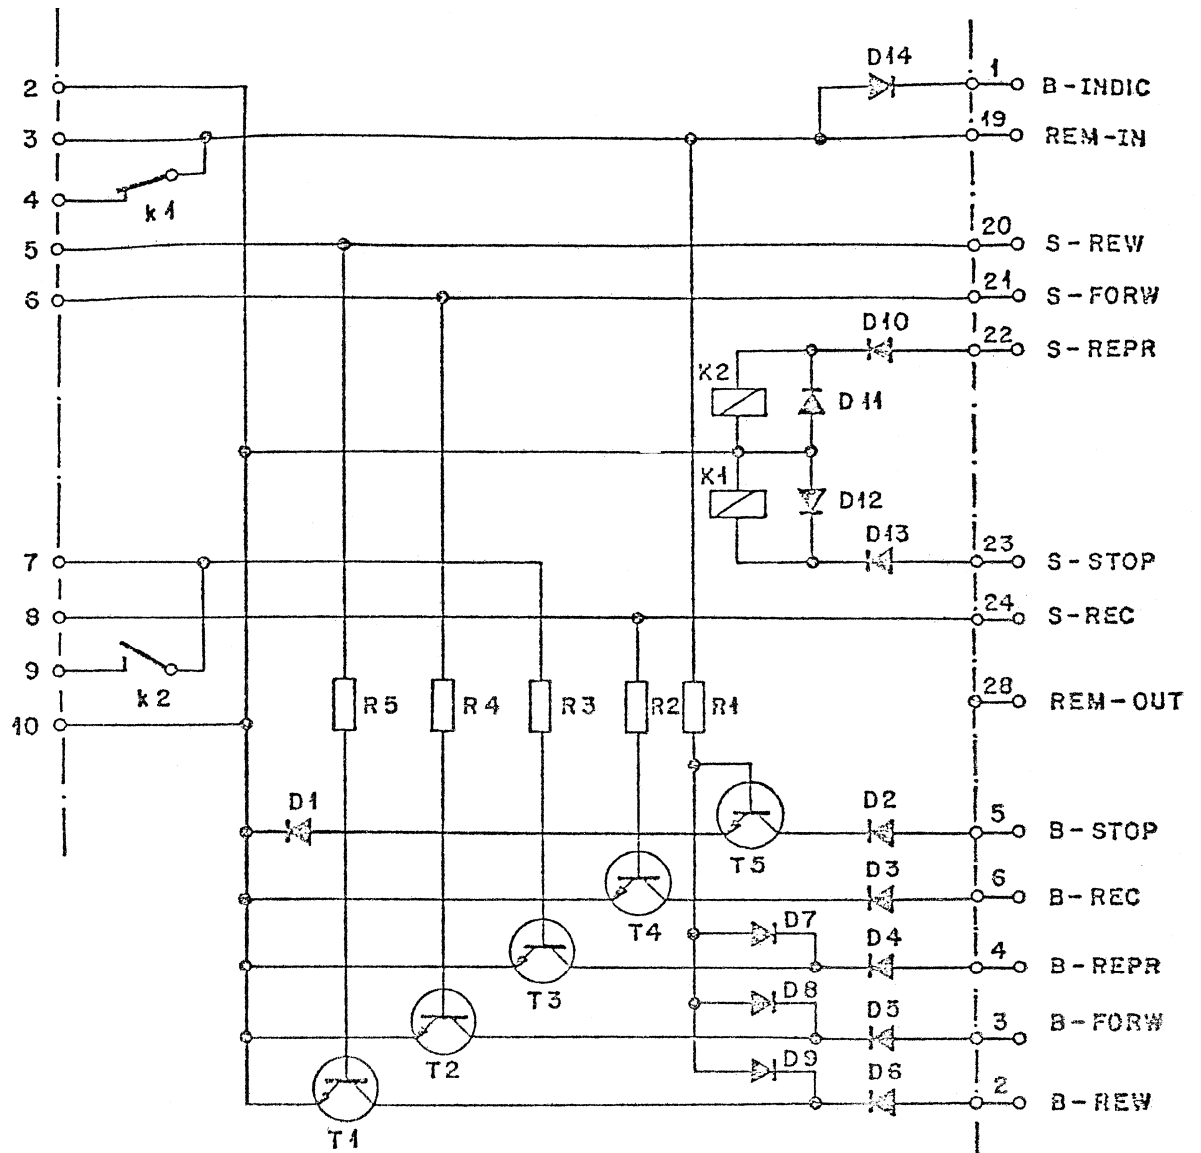 D14
2
1
B-INDIC
3
19
REM-IN
4
k1
5
20
S-REW
6
21
S-FORW
D10
22
S-REPR
K2
D11
K1
D12
D13
7
23
S-STOP
8
24
S-REC
9
k2
R5
R4
R3
R2
R1
28
REM-OUT
10
D1
D2
5
B-STOP
T5
D3
6
B-REC
T4
D7
D4
4
B-REPR
T3
D8
D5
3
B-FORW
T2
D9
D6
2
B-REW
T1